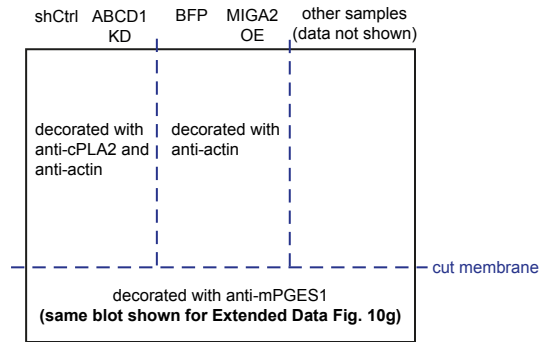 shCtrl ABCD1 KD BFP MIGA2 OE other samples (data not shown)
decorated with
anti-cPLA2 and
anti-actin
decorated with
anti-actin
cut membrane
decorated with anti-mPGES1
(same blot shown for Extended Data Fig. 10g)